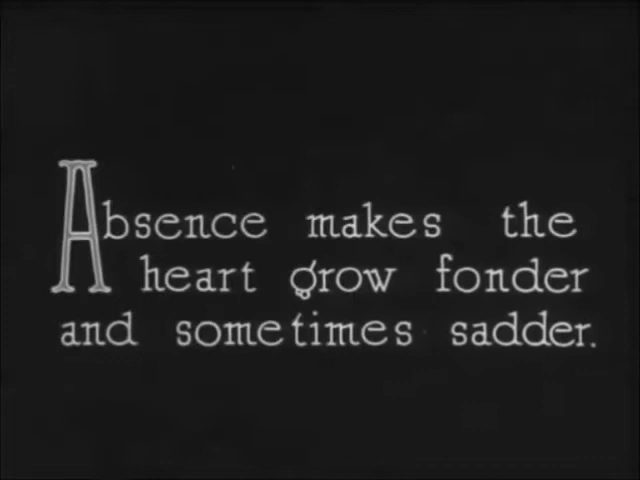 Absence makes the
heart grow fonder
and sometimes sadder.